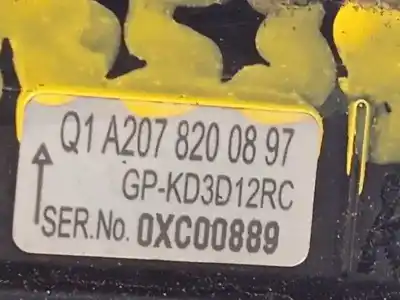 Q1 A207 820 08 97
GP-KD3D12RC
SER.No. 0XC00889